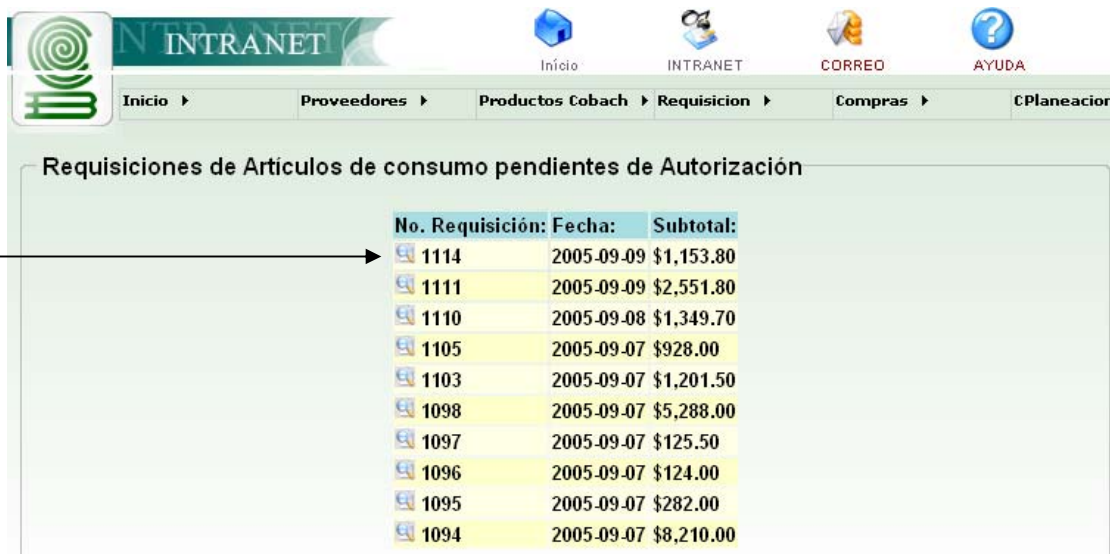 INTRANET
Início INTRANET CORREO AYUDA
Inicio Proveedores Productos Cobach Requisicion Compras CPlaneacion
Requisiciones de Artículos de consumo pendientes de Autorización
No. Requisición: Fecha: Subtotal:
1114 2005-09-09 $1,153.80
1111 2005-09-09 $2,551.80
1110 2005-09-08 $1,349.70
1105 2005-09-07 $928.00
1103 2005-09-07 $1,201.50
1098 2005-09-07 $5,288.00
1097 2005-09-07 $125.50
1096 2005-09-07 $124.00
1095 2005-09-07 $282.00
1094 2005-09-07 $8,210.00